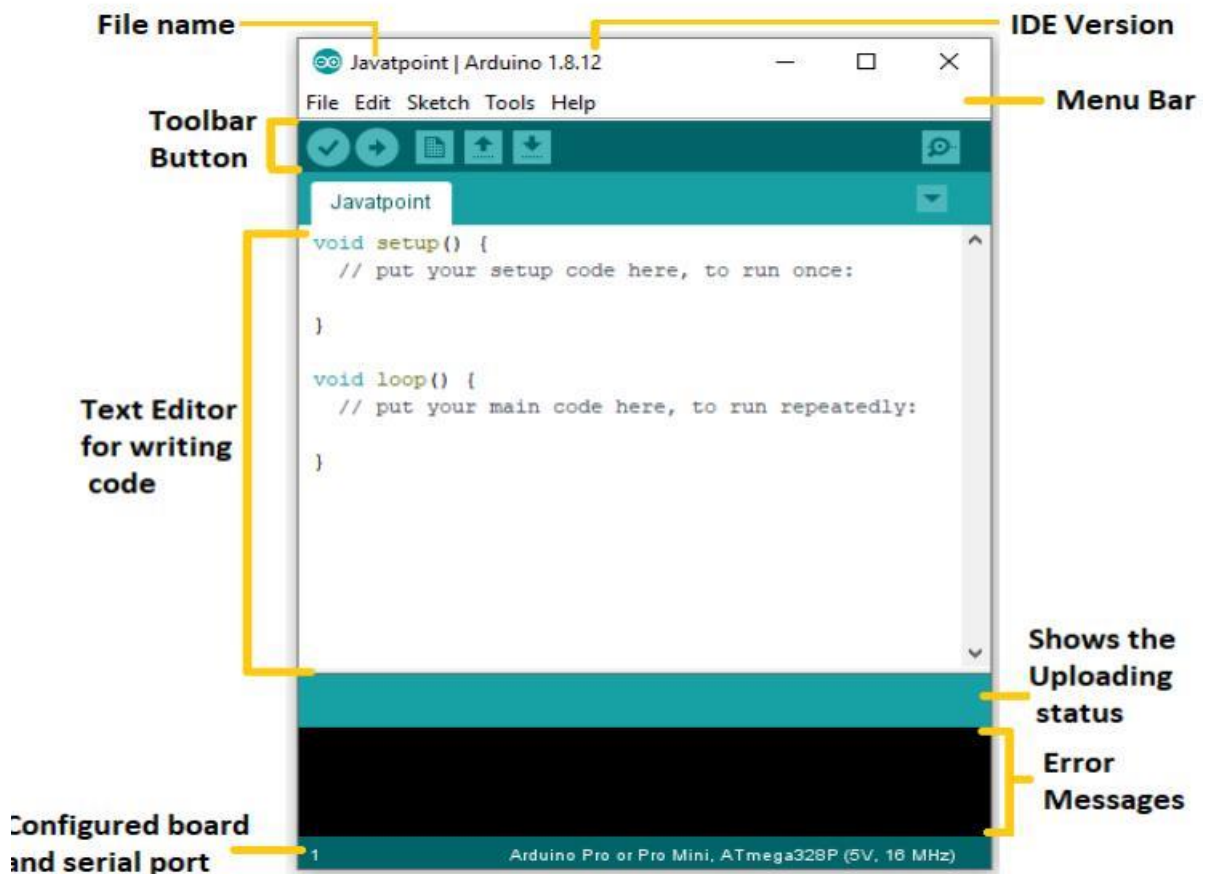 File name
IDE Version
Javatpoint | Arduino 1.8.12
File Edit Sketch Tools Help
Menu Bar
Toolbar
Button
Javatpoint
void setup() {
// put your setup code here, to run once:
}
void loop() {
// put your main code here, to run repeatedly:
}
Text Editor
for writing
code
Shows the
Uploading
status
Error
Messages
Configured board
and serial port
1
Arduino Pro or Pro Mini, ATmega328P (5V, 16 MHz)